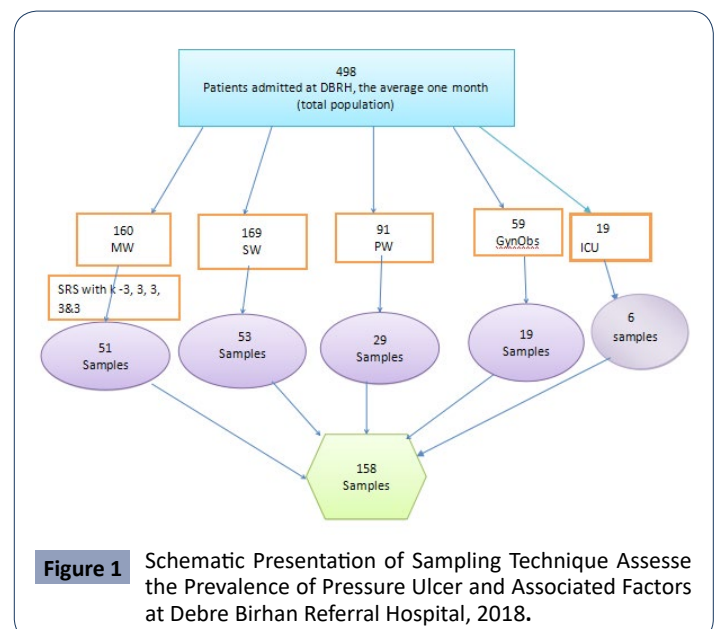 498
Patients admitted at DBRH, the average one month
(total population)
160
MW
169
SW
91
PW
59
GynObs
19
ICU
SRS with k -3, 3, 3,
3&3
51
Samples
53
Samples
29
Samples
19
Samples
6
samples
158
Samples
Figure 1
Schematic Presentation of Sampling Technique Assesse
the Prevalence of Pressure Ulcer and Associated Factors
at Debre Birhan Referral Hospital, 2018.